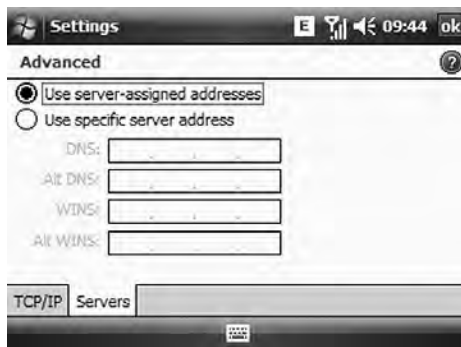 Settings E 09:44 ok
Advanced ?
Use server-assigned addresses
Use specific server address
DNS:
Alt DNS:
WINS:
Alt WINS:
TCP/IP Servers